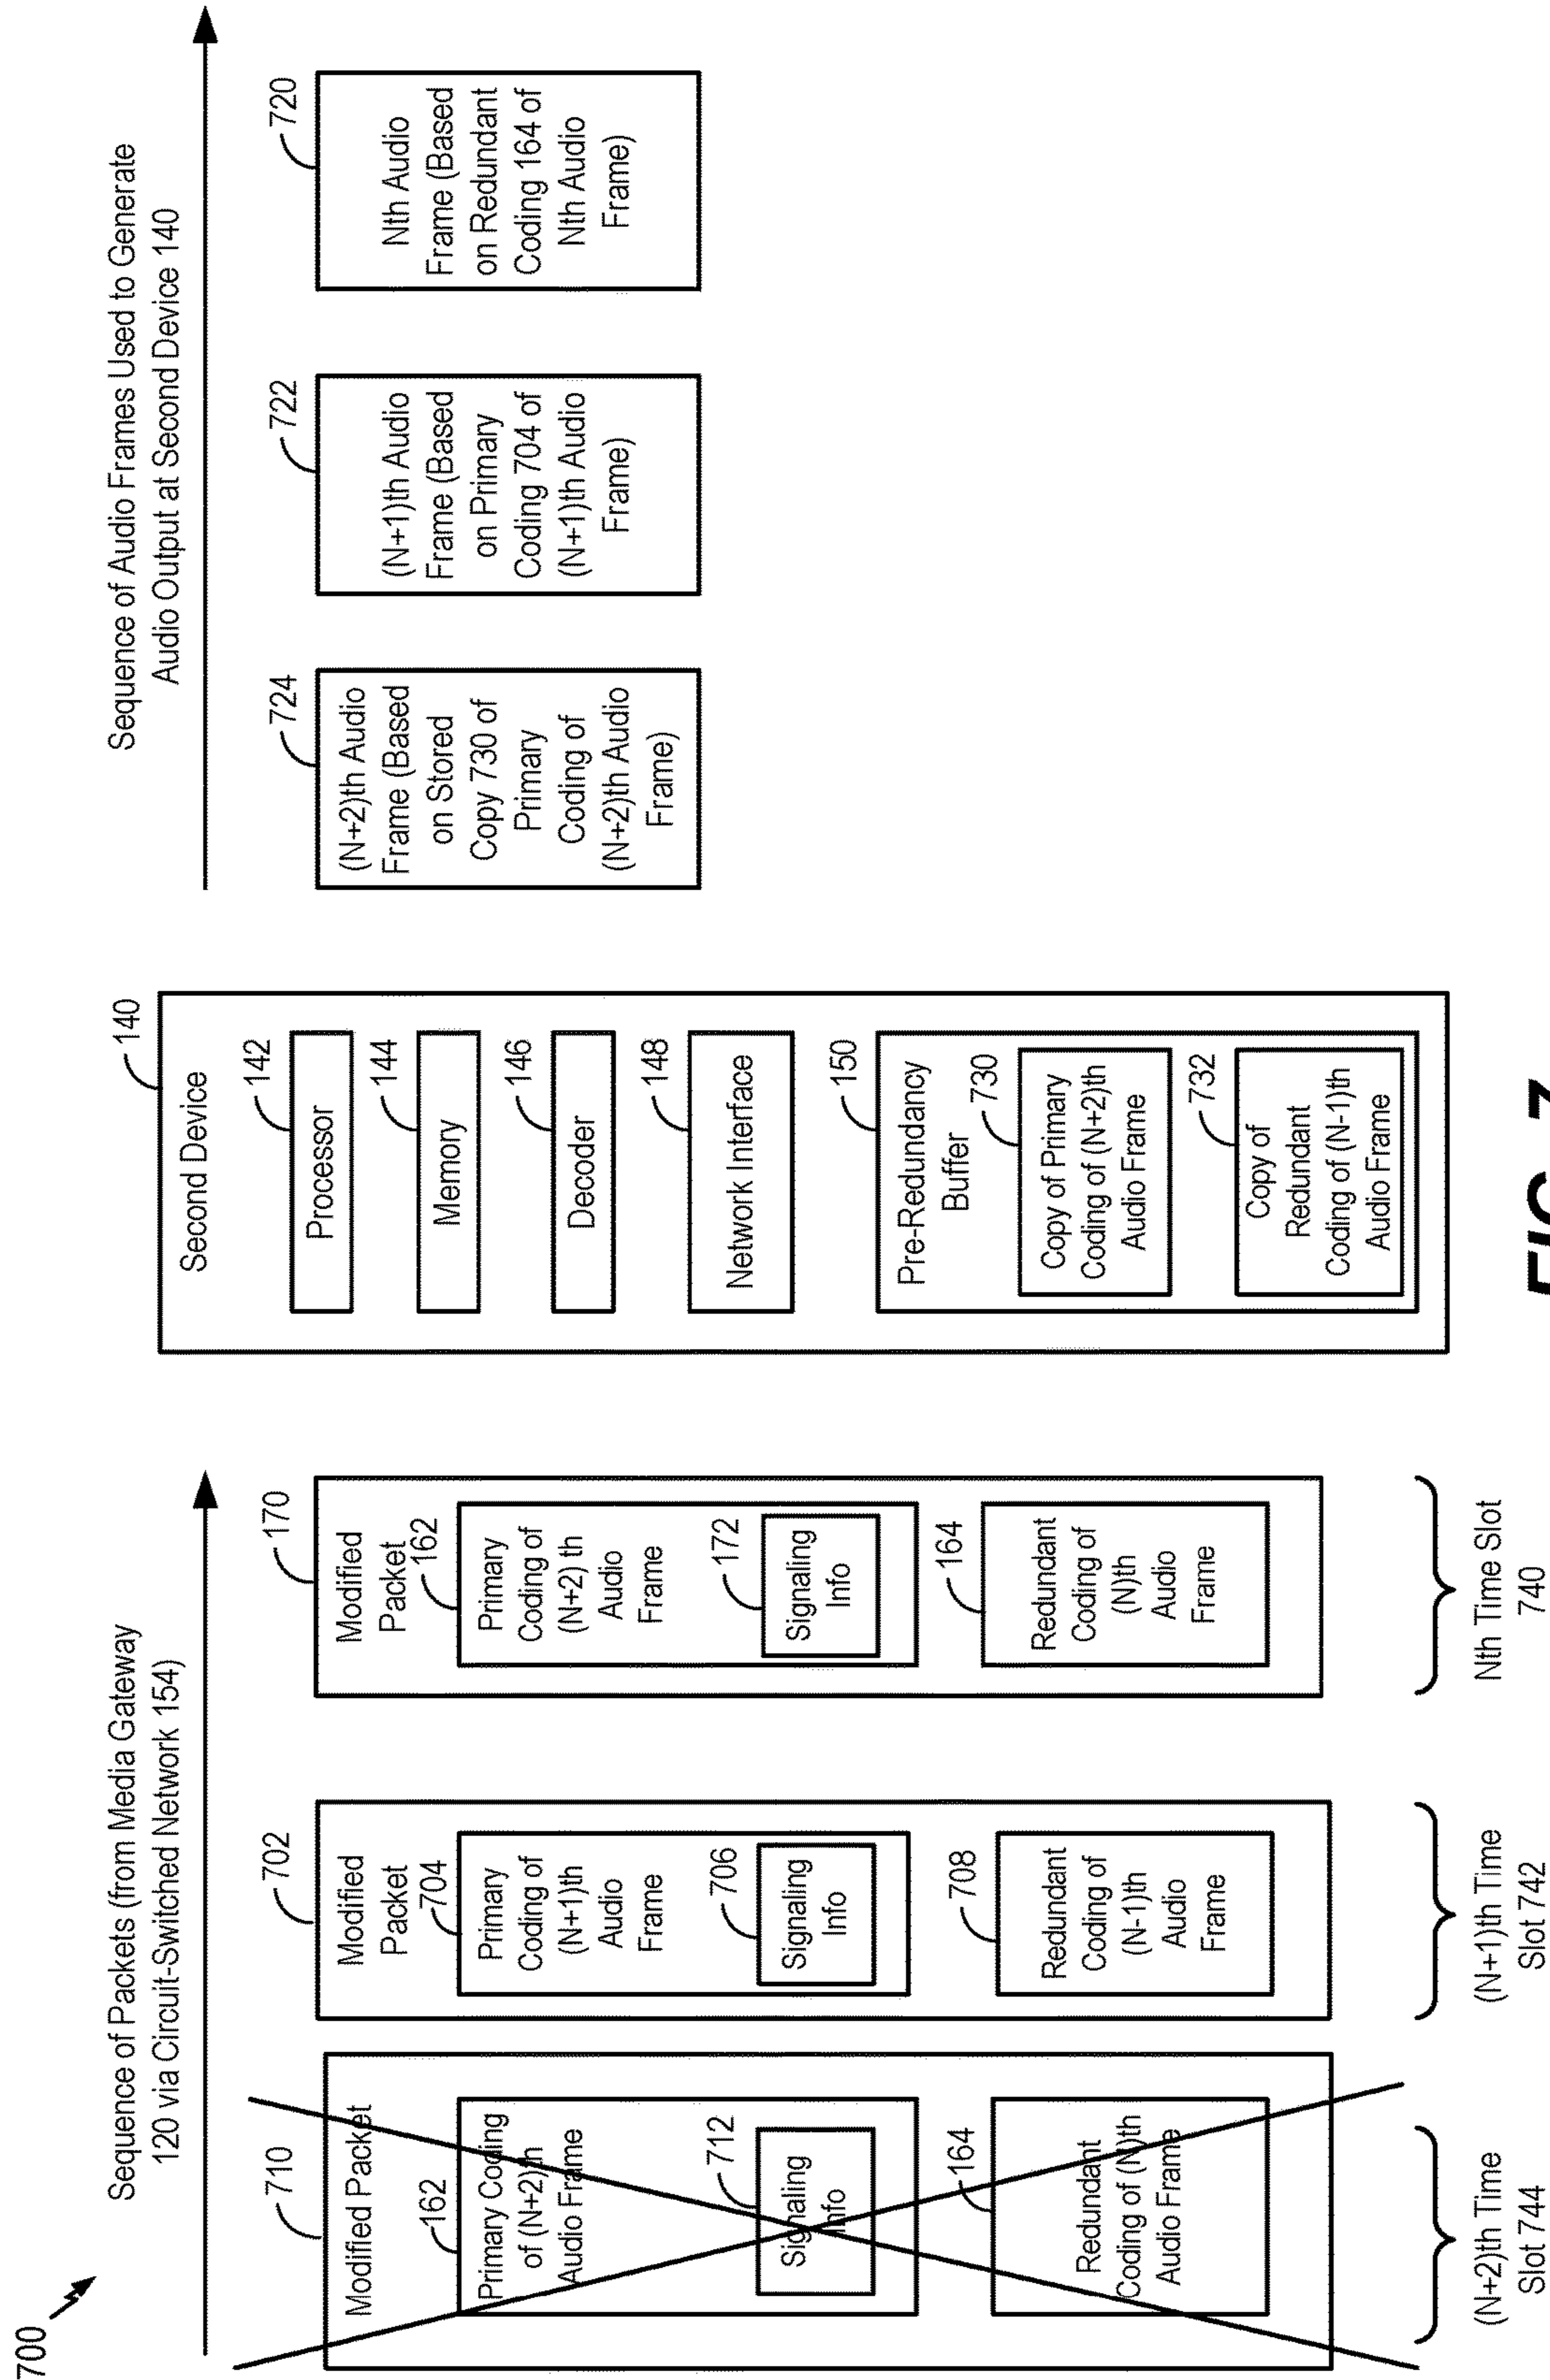 700
Sequence of Packets (from Media Gateway
120 via Circuit-Switched Network 154)
710
Modified Packet
162
Primary Coding
of (N+2)th
Audio Frame
712
Signaling
Info
164
Redundant
Coding of (N)th
Audio Frame
(N+2)th Time
Slot 744
702
Modified
Packet
704
Primary
Coding of
(N+1)th
Audio
Frame
706
Signaling
Info
708
Redundant
Coding of
(N-1)th
Audio
Frame
(N+1)th Time
Slot 742
170
Modified
Packet
162
Primary
Coding of
(N+2) th
Audio
Frame
172
Signaling
Info
164
Redundant
Coding of
(N)th
Audio
Frame
Nth Time Slot
740
140
Second Device
142
Processor
144
Memory
146
Decoder
148
Network Interface
150
Pre-Redundancy
Buffer
730
Copy of Primary
Coding of (N+2)th
Audio Frame
732
Copy of
Redundant
Coding of (N-1)th
Audio Frame
Sequence of Audio Frames Used to Generate
Audio Output at Second Device 140
724
(N+2)th Audio
Frame (Based
on Stored
Copy 730 of
Primary
Coding of
(N+2)th Audio
Frame)
722
(N+1)th Audio
Frame (Based
on Primary
Coding 704 of
(N+1)th Audio
Frame)
720
Nth Audio
Frame (Based
on Redundant
Coding 164 of
Nth Audio
Frame)
FIG. 7